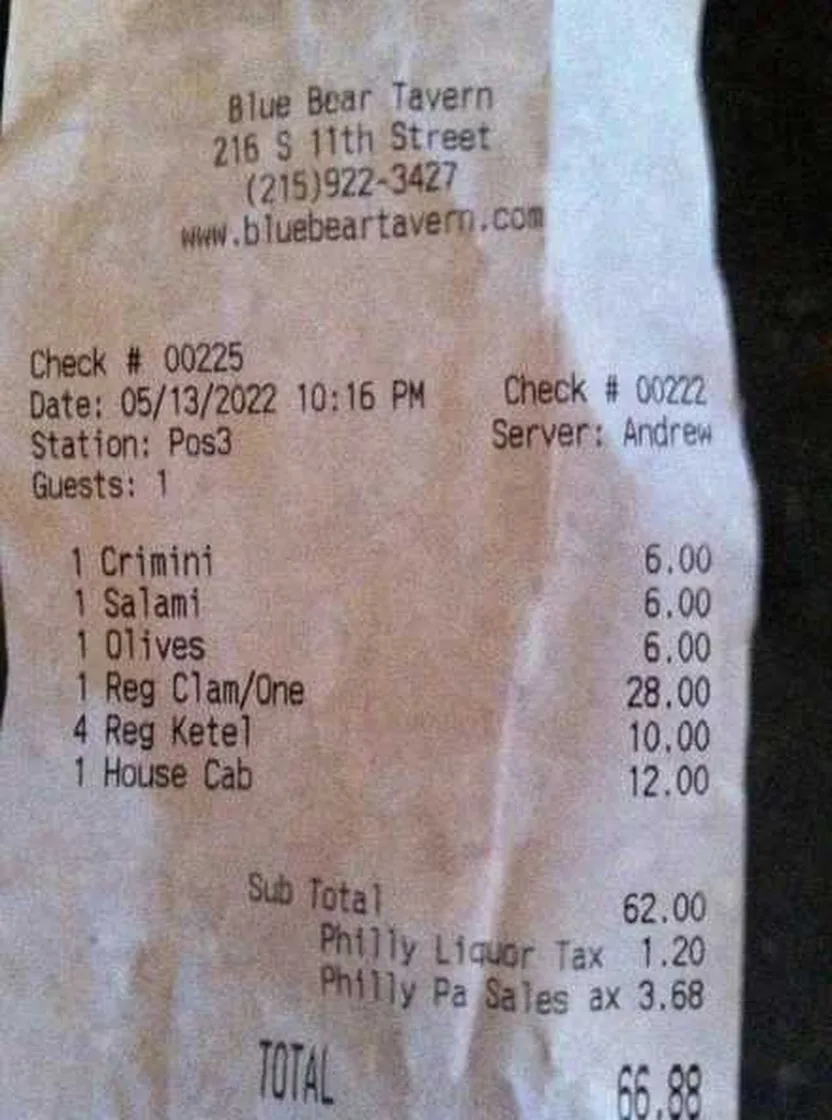 Blue Bear Tavern
216 S 11th Street
(215)922-3427
www.bluebeartavern.com
Check # 00225
Date: 05/13/2022 10:16 PM Check # 00222
Station: Pos3 Server: Andrew
Guests: 1
1 Crimini 6.00
1 Salami 6.00
1 Olives 6.00
1 Reg Clam/One 28.00
4 Reg Ketel 10.00
1 House Cab 12.00
Sub Total 62.00
Philly Liquor Tax 1.20
Philly Pa Sales ax 3.68
TOTAL 66.88